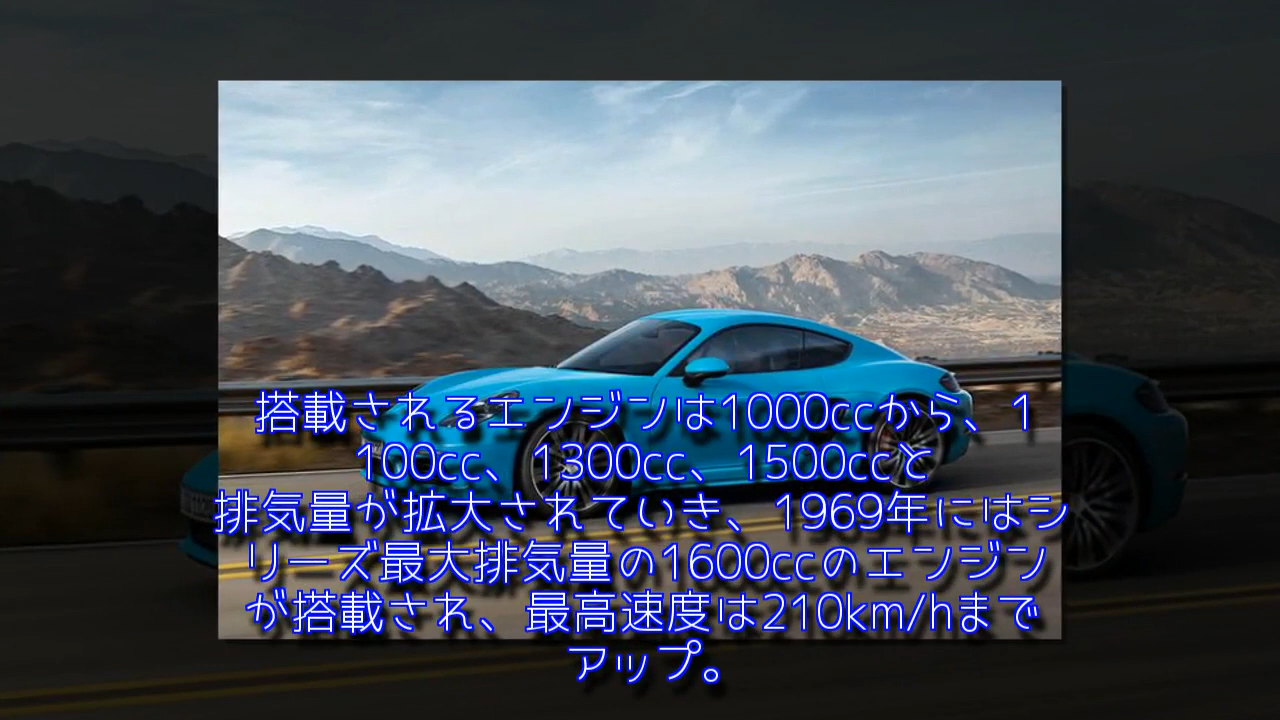 搭載されるエンジンは1000ccから、1
100cc、1300cc、1500ccと
排気量が拡大されていき、1969年にはシ
リーズ最大排気量の1600ccのエンジン
が搭載され、最高速度は210km/hまで
アップ。